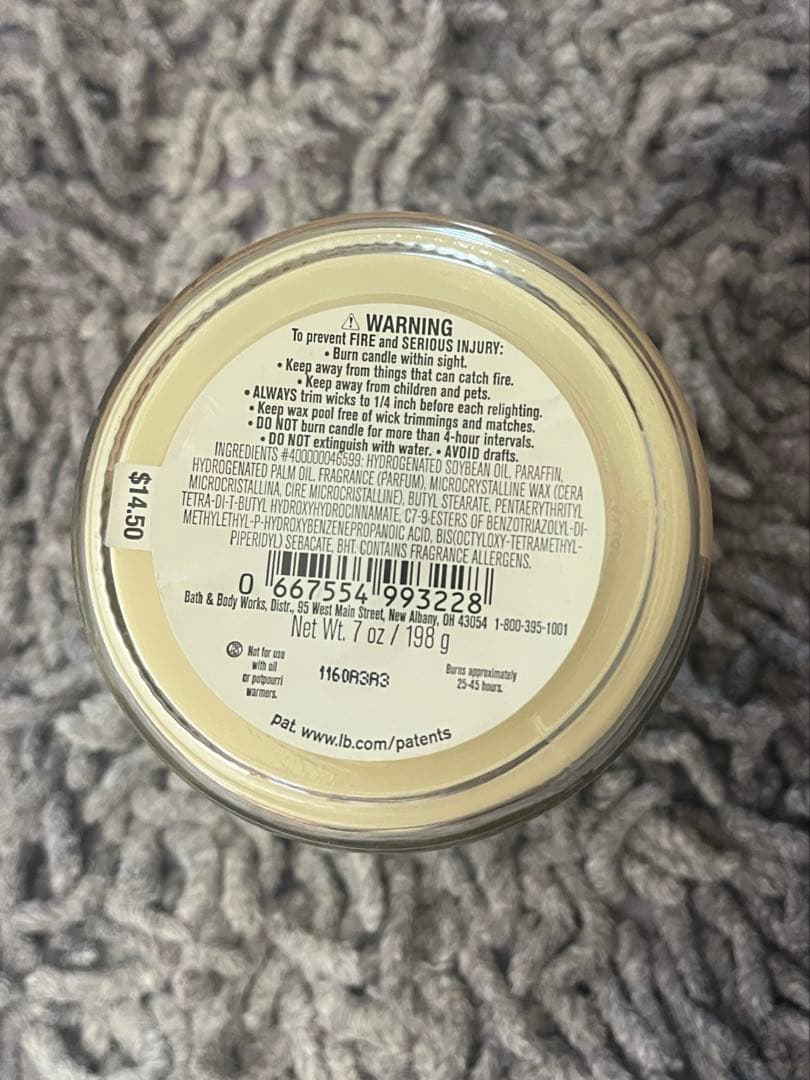 ⚠ WARNING
To prevent FIRE and SERIOUS INJURY:
• Burn candle within sight.
• Keep away from things that can catch fire.
• Keep away from children and pets.
• ALWAYS trim wicks to 1/4 inch before each relighting.
• Keep wax pool free of wick trimmings and matches.
• DO NOT burn candle for more than 4-hour intervals.
• DO NOT extinguish with water. • AVOID drafts.
INGREDIENTS #400000046599: HYDROGENATED SOYBEAN OIL, PARAFFIN,
HYDROGENATED PALM OIL, FRAGRANCE (PARFUM), MICROCRYSTALLINE WAX (CERA
MICROCRISTALLINA, CIRE MICROCRISTALLINE), BUTYL STEARATE, PENTAERYTHRITYL
TETRA-DI-T-BUTYL HYDROXYHYDROCINNAMATE, C7-9-ESTERS OF BENZOTRIAZOLYL-DI-
METHYLETHYL-P-HYDROXYBENZENEPROPANOIC ACID, BIS(OCTYLOXY-TETRAMETHYL-
PIPERIDYL) SEBACATE, BHT. CONTAINS FRAGRANCE ALLERGENS.
$14.50
0 667554 993228
Bath & Body Works, Distr., 95 West Main Street, New Albany, OH 43054 1-800-395-1001
Net Wt. 7 oz / 198 g
Not for use
with oil
or potpourri
warmers.
1160A3A3
Burns approximately
25-45 hours.
pat. www.lb.com/patents